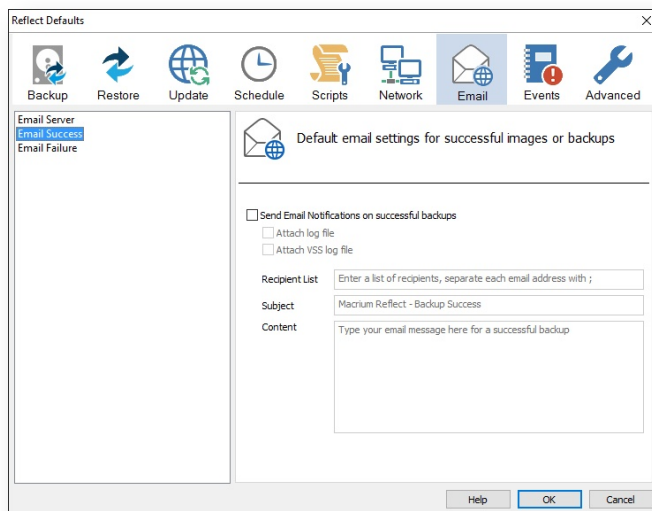 Reflect Defaults
Backup Restore Update Schedule Scripts Network Email Events Advanced
Email Server
Email Success
Email Failure
Default email settings for successful images or backups
Send Email Notifications on successful backups
Attach log file
Attach VSS log file
Recipient List Enter a list of recipients, separate each email address with ;
Subject Macrium Reflect - Backup Success
Content Type your email message here for a successful backup
Help OK Cancel